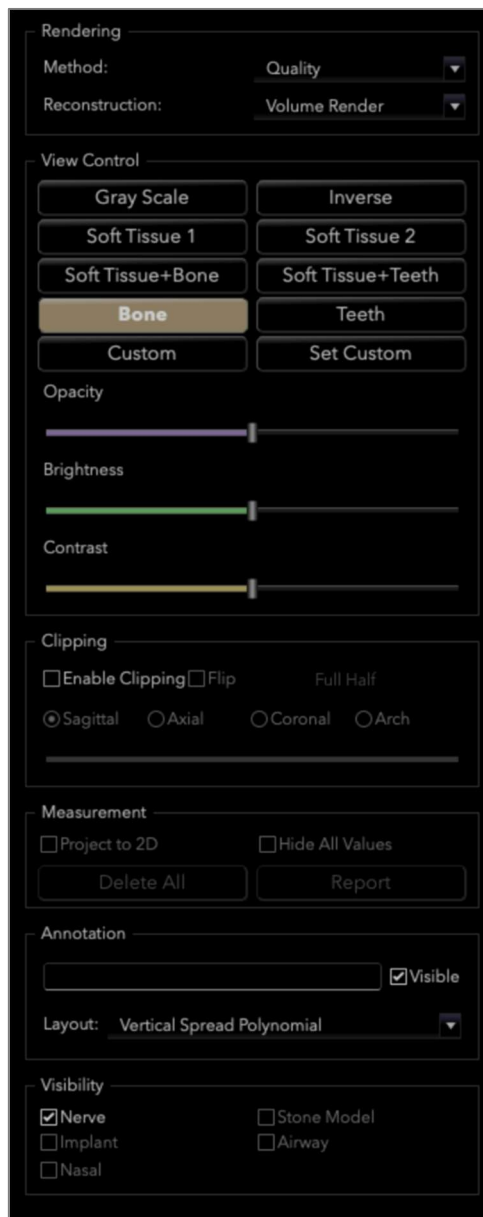 Rendering
Method: Quality
Reconstruction: Volume Render
View Control
Gray Scale Inverse
Soft Tissue 1 Soft Tissue 2
Soft Tissue+Bone Soft Tissue+Teeth
Bone Teeth
Custom Set Custom
Opacity
Brightness
Contrast
Clipping
Enable Clipping Flip Full Half
Sagittal Axial Coronal Arch
Measurement
Project to 2D Hide All Values
Delete All Report
Annotation
Visible
Layout: Vertical Spread Polynomial
Visibility
Nerve Stone Model
Implant Airway
Nasal